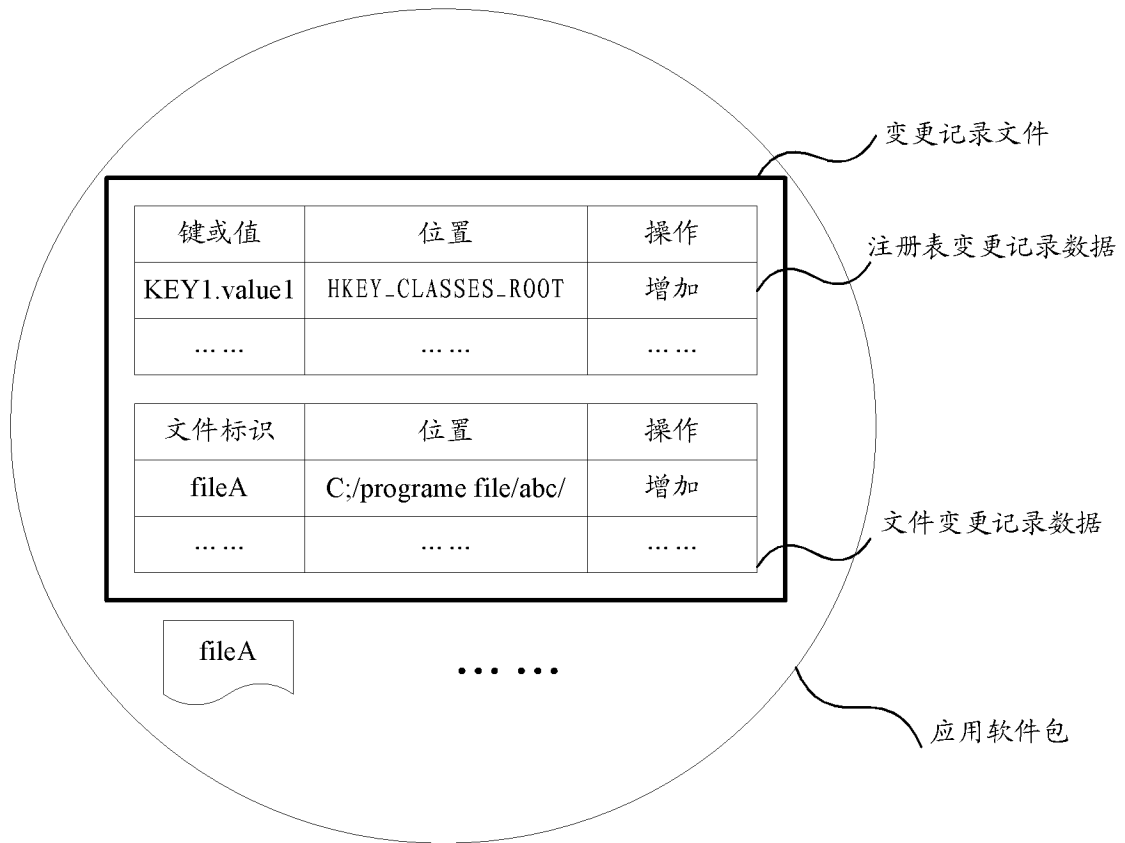 变更记录文件
键或值 位置 操作
注册表变更记录数据
KEY1.value1 HKEY_CLASSES_ROOT 增加
…… …… ……
文件标识 位置 操作
fileA C;/programe file/abc/ 增加
文件变更记录数据
…… …… ……
fileA ……
应用软件包